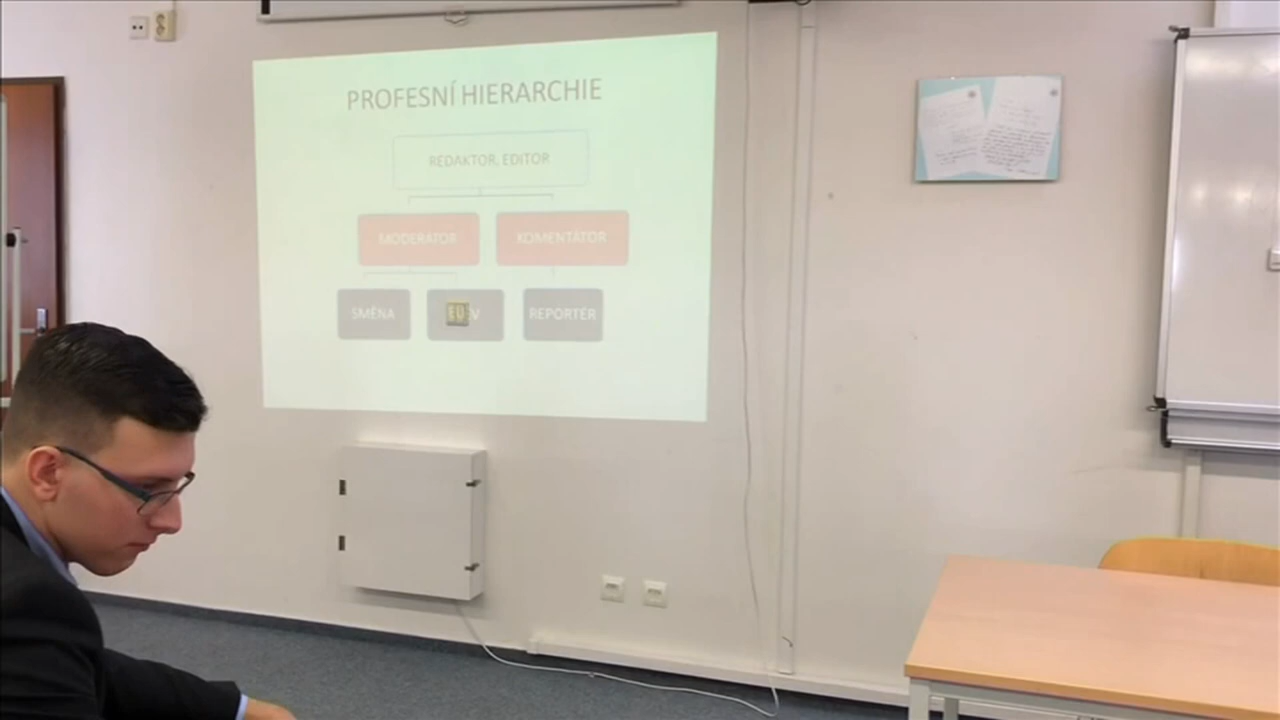 PROFESNÍ HIERARCHIE
REDAKTOR, EDITOR
MODERÁTOR KOMENTÁTOR
SMĚNA REPORTÉR